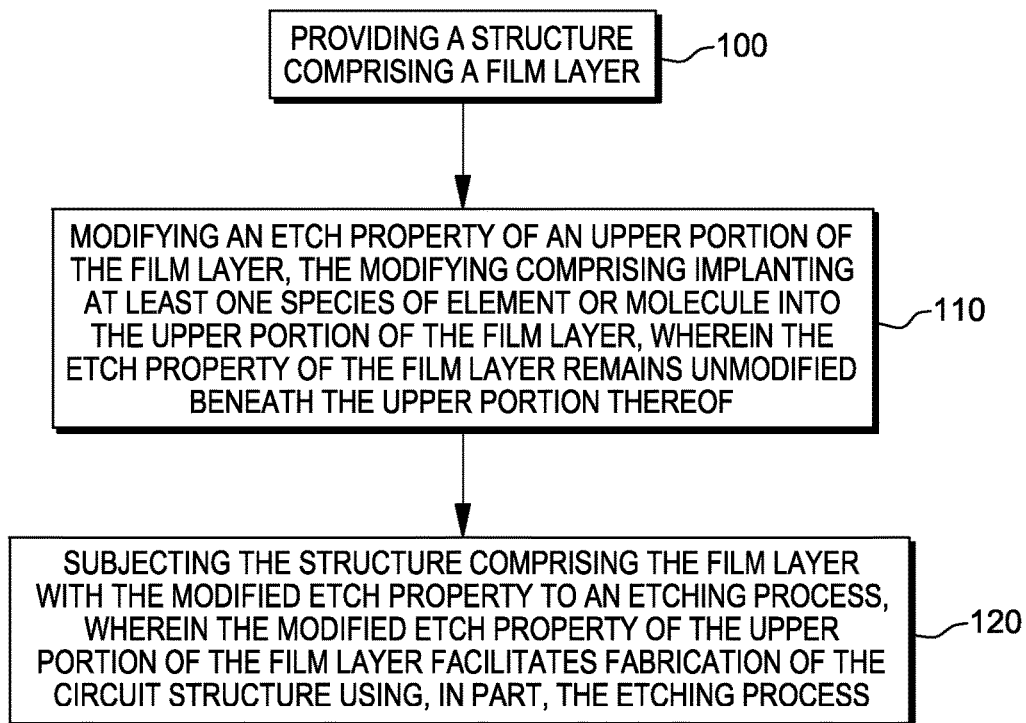 PROVIDING A STRUCTURE
COMPRISING A FILM LAYER
100
MODIFYING AN ETCH PROPERTY OF AN UPPER PORTION OF
THE FILM LAYER, THE MODIFYING COMPRISING IMPLANTING
AT LEAST ONE SPECIES OF ELEMENT OR MOLECULE INTO
THE UPPER PORTION OF THE FILM LAYER, WHEREIN THE
ETCH PROPERTY OF THE FILM LAYER REMAINS UNMODIFIED
BENEATH THE UPPER PORTION THEREOF
110
SUBJECTING THE STRUCTURE COMPRISING THE FILM LAYER
WITH THE MODIFIED ETCH PROPERTY TO AN ETCHING PROCESS,
WHEREIN THE MODIFIED ETCH PROPERTY OF THE UPPER
PORTION OF THE FILM LAYER FACILITATES FABRICATION OF THE
CIRCUIT STRUCTURE USING, IN PART, THE ETCHING PROCESS
120